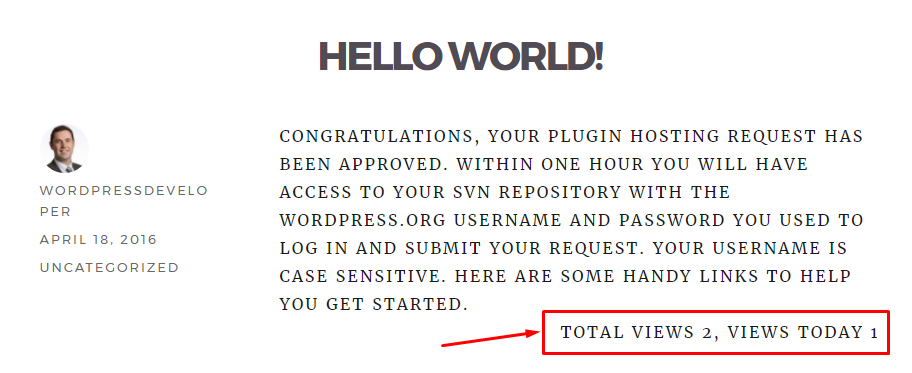 HELLO WORLD!
WORDPRESSDEVELO
PER
APRIL 18, 2016
UNCATEGORIZED
CONGRATULATIONS, YOUR PLUGIN HOSTING REQUEST HAS
BEEN APPROVED. WITHIN ONE HOUR YOU WILL HAVE
ACCESS TO YOUR SVN REPOSITORY WITH THE
WORDPRESS.ORG USERNAME AND PASSWORD YOU USED TO
LOG IN AND SUBMIT YOUR REQUEST. YOUR USERNAME IS
CASE SENSITIVE. HERE ARE SOME HANDY LINKS TO HELP
YOU GET STARTED.
TOTAL VIEWS 2, VIEWS TODAY 1